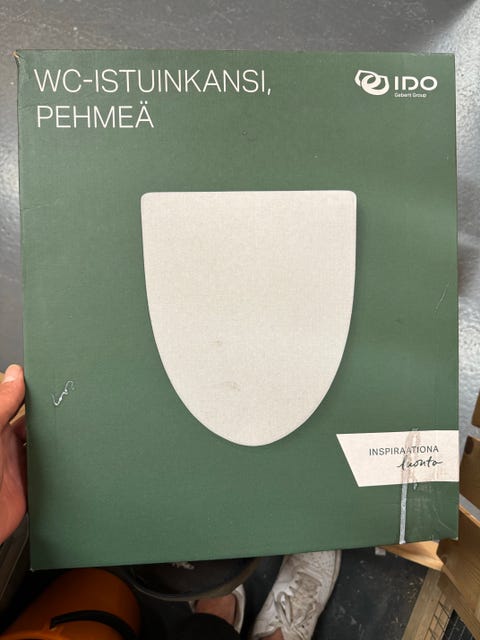 WC-ISTUINKANSI,
PEHMEÄ
IDO
Geberit Group
INSPIRAATIONA
luonto